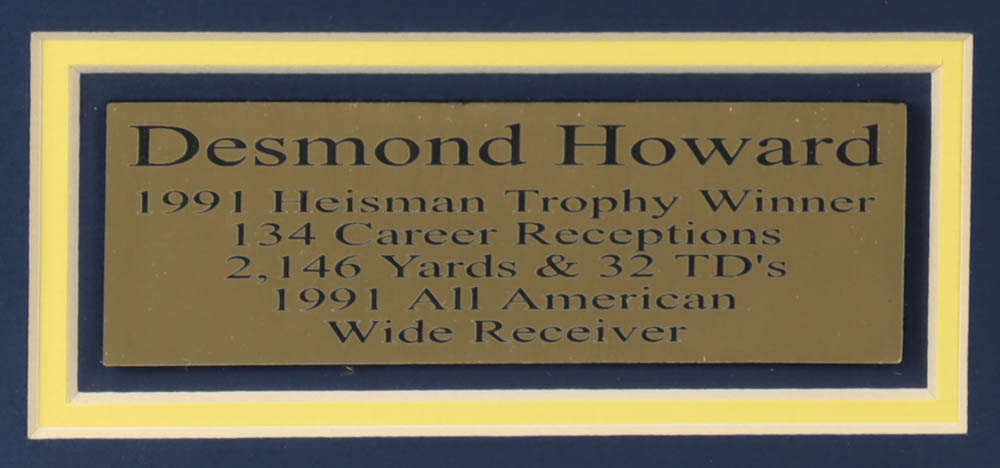 Desmond Howard
1991 Heisman Trophy Winner
134 Career Receptions
2,146 Yards & 32 TD's
1991 All American
Wide Receiver